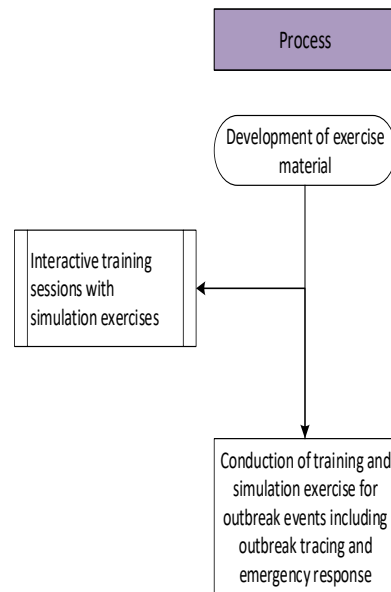 Process
Development of exercise
material
Interactive training
sessions with
simulation exercises
Conduction of training and
simulation exercise for
outbreak events including
outbreak tracing and
emergency response